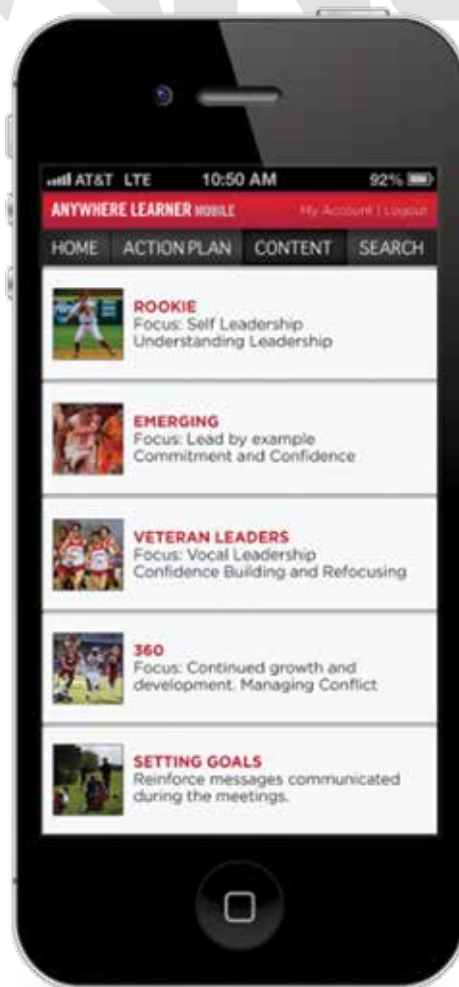 AT&T LTE 10:50 AM 92%
ANYWHERE LEARNER MOBILE My Account | Logout
HOME ACTION PLAN CONTENT SEARCH
ROOKIE
Focus: Self Leadership
Understanding Leadership
EMERGING
Focus: Lead by example
Commitment and Confidence
VETERAN LEADERS
Focus: Vocal Leadership
Confidence Building and Refocusing
360
Focus: Continued growth and
development. Managing Conflict
SETTING GOALS
Reinforce messages communicated
during the meetings.